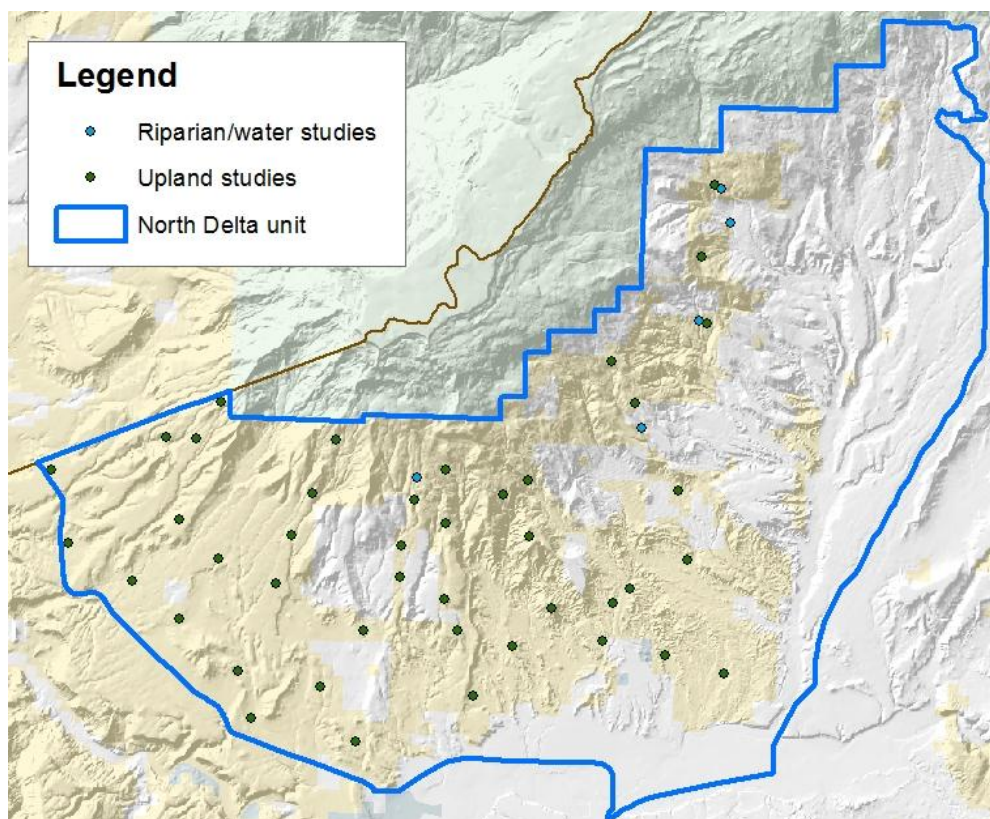 Legend
Riparian/water studies
Upland studies
North Delta unit